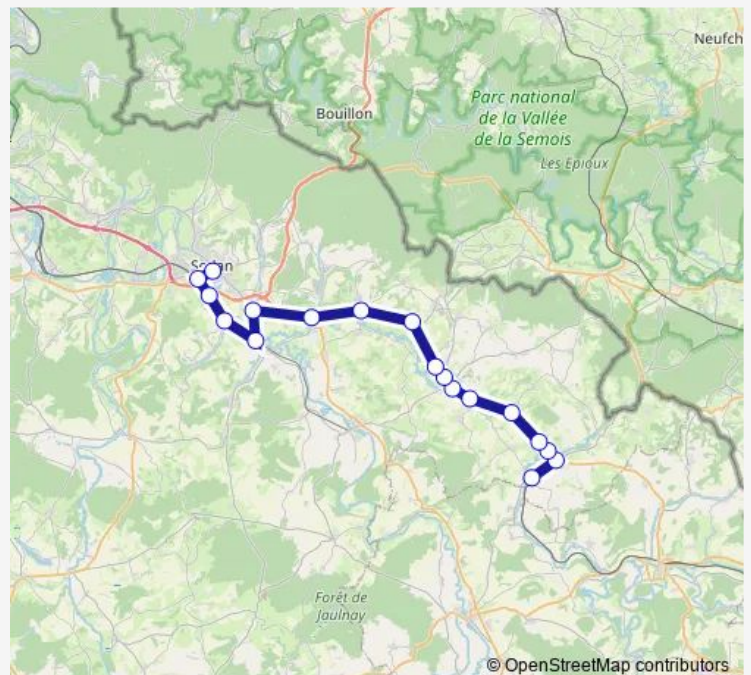 Neufch
Bouillon
Parc national
de la Vallée
de la Semois
Les Epioux
Sedan
Forêt de
Jaulnay
© OpenStreetMap contributors